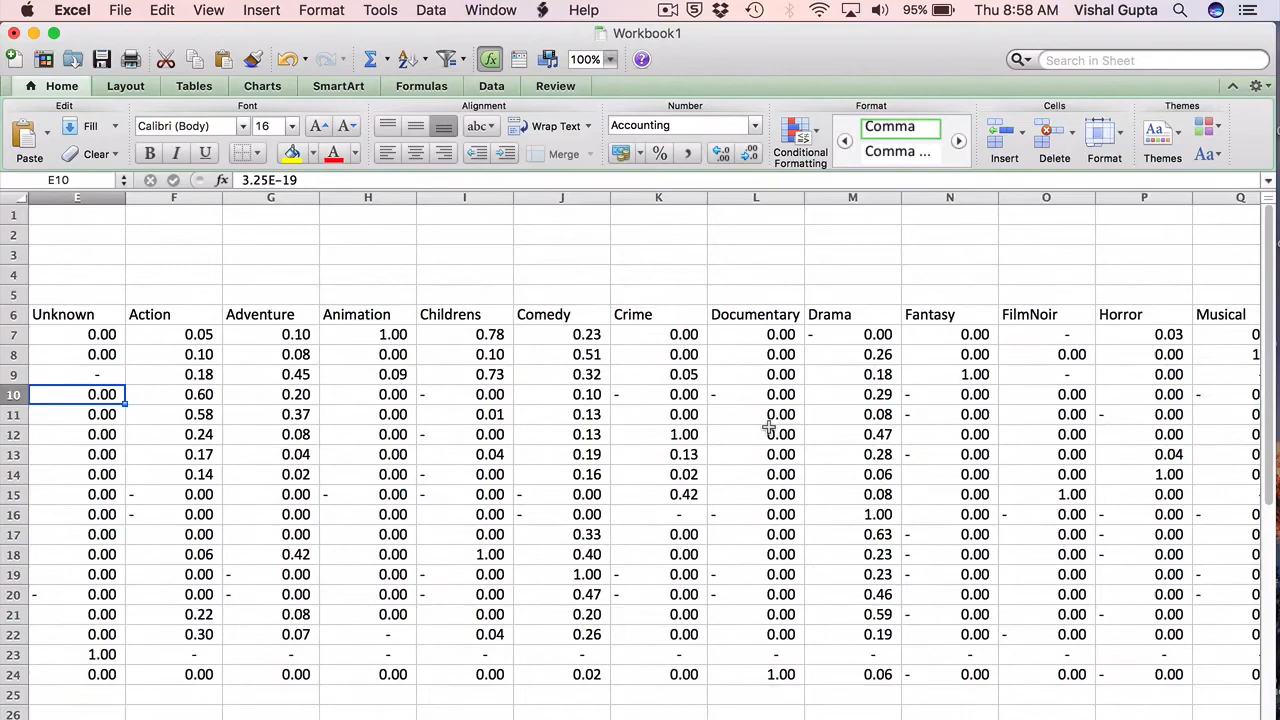 Excel File Edit View Insert Format Tools Data Window Help 95% Thu 8:58 AM Vishal Gupta
Workbook1
100% Search in Sheet
Home Layout Tables Charts SmartArt Formulas Data Review
Edit Font Alignment Number Format Cells Themes
Fill Calibri (Body) 16 abc Wrap Text Accounting Comma
Paste Clear B I U Merge % , Conditional Formatting Comma ... Insert Delete Format Themes Aa
E10 fx 3.25E-19
E F G H I J K L M N O P Q
1
2
3
4
5
6 Unknown Action Adventure Animation Childrens Comedy Crime Documentary Drama Fantasy FilmNoir Horror Musical
7 0.00 0.05 0.10 1.00 0.78 0.23 0.00 0.00 - 0.00 0.00 - 0.03 0
8 0.00 0.10 0.08 0.00 0.10 0.51 0.00 0.00 0.26 0.00 0.00 0.00 1
9 - 0.18 0.45 0.09 0.73 0.32 0.05 0.00 0.18 1.00 - 0.00 -
10 0.00 0.60 0.20 0.00 - 0.00 0.10 - 0.00 - 0.00 0.29 - 0.00 0.00 0.00 - 0
11 0.00 0.58 0.37 0.00 0.01 0.13 0.00 0.00 0.08 - 0.00 0.00 - 0.00 0
12 0.00 0.24 0.08 0.00 - 0.00 0.13 1.00 0.00 0.47 0.00 0.00 0.00 0
13 0.00 0.17 0.04 0.00 0.04 0.19 0.13 0.00 0.28 - 0.00 0.00 0.04 0
14 0.00 0.14 0.02 0.00 - 0.00 0.16 0.02 0.00 0.06 0.00 0.00 1.00 0
15 0.00 - 0.00 0.00 - 0.00 - 0.00 - 0.00 0.42 0.00 0.08 0.00 1.00 0.00 -
16 0.00 - 0.00 0.00 0.00 0.00 - 0.00 - - 0.00 1.00 0.00 - 0.00 - 0.00 - 0
17 0.00 0.00 0.00 0.00 0.00 0.33 0.00 0.00 0.63 - 0.00 0.00 - 0.00 0
18 0.00 0.06 0.42 0.00 1.00 0.40 0.00 0.00 0.23 - 0.00 0.00 - 0.00 0
19 0.00 0.00 - 0.00 0.00 - 0.00 1.00 - 0.00 - 0.00 0.23 - 0.00 0.00 0.00 - 0
20 - 0.00 0.00 - 0.00 0.00 - 0.00 0.47 - 0.00 - 0.00 0.46 - 0.00 0.00 0.00 - 0
21 0.00 0.22 0.08 0.00 0.00 0.20 0.00 0.00 0.59 - 0.00 0.00 - 0.00 0
22 0.00 0.30 0.07 - 0.04 0.26 0.00 0.00 0.19 0.00 - 0.00 0.00 0
23 1.00 - - - - - - - - - - - -
24 0.00 0.00 0.00 0.00 0.00 0.02 0.00 1.00 0.06 - 0.00 0.00 - 0.00 0
25
26